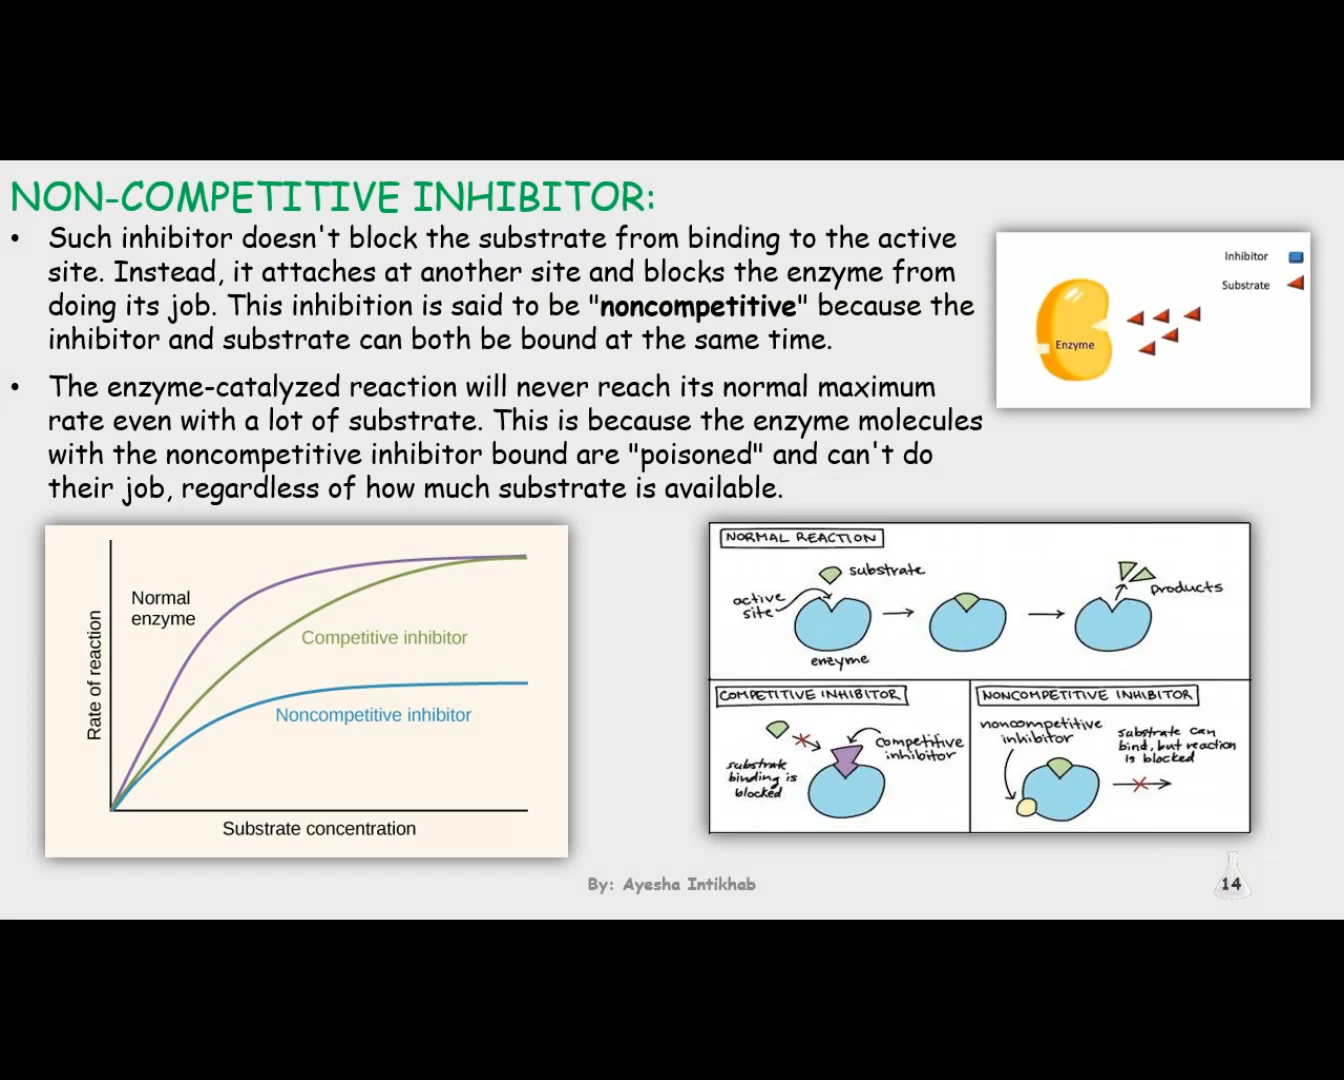 NON-COMPETITIVE INHIBITOR:
• Such inhibitor doesn't block the substrate from binding to the active
site. Instead, it attaches at another site and blocks the enzyme from
doing its job. This inhibition is said to be "noncompetitive" because the
inhibitor and substrate can both be bound at the same time.
• The enzyme-catalyzed reaction will never reach its normal maximum
rate even with a lot of substrate. This is because the enzyme molecules
with the noncompetitive inhibitor bound are "poisoned" and can't do
their job, regardless of how much substrate is available.
Inhibitor
Substrate
Enzyme
Normal
enzyme
Competitive inhibitor
Noncompetitive inhibitor
Rate of reaction
Substrate concentration
NORMAL REACTION
substrate
active
site
enzyme
products
COMPETITIVE INHIBITOR
competitive
inhibitor
substrate
binding is
blocked
NONCOMPETITIVE INHIBITOR
noncompetitive
inhibitor
substrate can
bind, but reaction
is blocked
By: Ayesha Intikhab
14